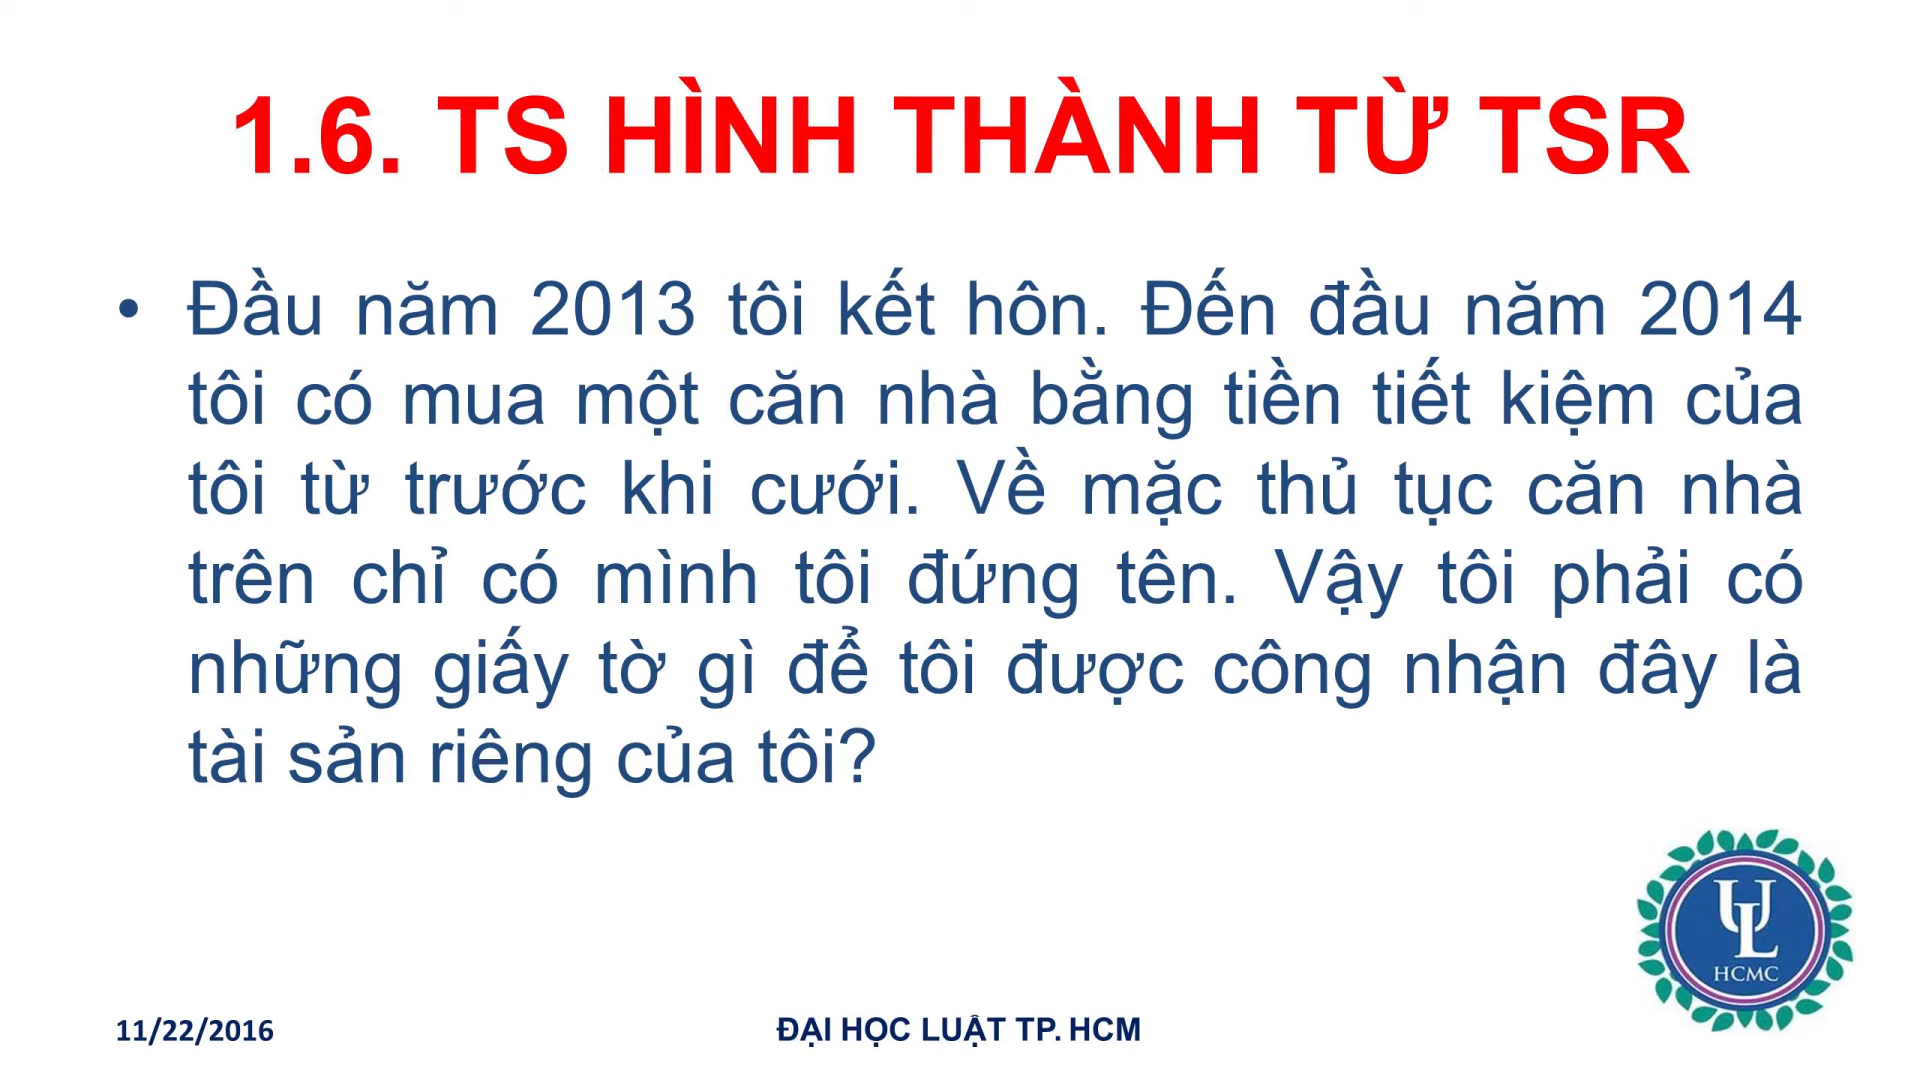 1.6. TS HÌNH THÀNH TỪ TSR
• Đầu năm 2013 tôi kết hôn. Đến đầu năm 2014
tôi có mua một căn nhà bằng tiền tiết kiệm của
tôi từ trước khi cưới. Về mặc thủ tục căn nhà
trên chỉ có mình tôi đứng tên. Vậy tôi phải có
những giấy tờ gì để tôi được công nhận đây là
tài sản riêng của tôi?
UL
HCMC
11/22/2016
ĐẠI HỌC LUẬT TP. HCM